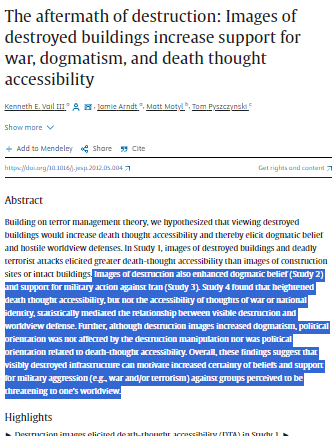 The aftermath of destruction: Images of
destroyed buildings increase support for
war, dogmatism, and death thought
accessibility
Kenneth E. Vail III a, Jamie Arndt a, Matt Motyl b, Tom Pyszczynski c
Show more
Add to Mendeley Share Cite
https://doi.org/10.1016/j.jesp.2012.05.004 Get rights and content
Abstract
Building on terror management theory, we hypothesized that viewing destroyed
buildings would increase death thought accessibility and thereby elicit dogmatic belief
and hostile worldview defenses. In Study 1, images of destroyed buildings and deadly
terrorist attacks elicited greater death-thought accessibility than images of construction
sites or intact buildings. Images of destruction also enhanced dogmatic belief (Study 2)
and support for military action against Iran (Study 3). Study 4 found that heightened
death thought accessibility, but not the accessibility of thoughts of war or national
identity, statistically mediated the relationship between visible destruction and
worldview defense. Further, although destruction images increased dogmatism, political
orientation was not affected by the destruction manipulation nor was political
orientation related to death-thought accessibility. Overall, these findings suggest that
visibly destroyed infrastructure can motivate increased certainty of beliefs and support
for military aggression (e.g., war and/or terrorism) against groups perceived to be
threatening to one's worldview.
Highlights
► Destruction images elicited death-thought accessibility (DTA) in Study 1. ►